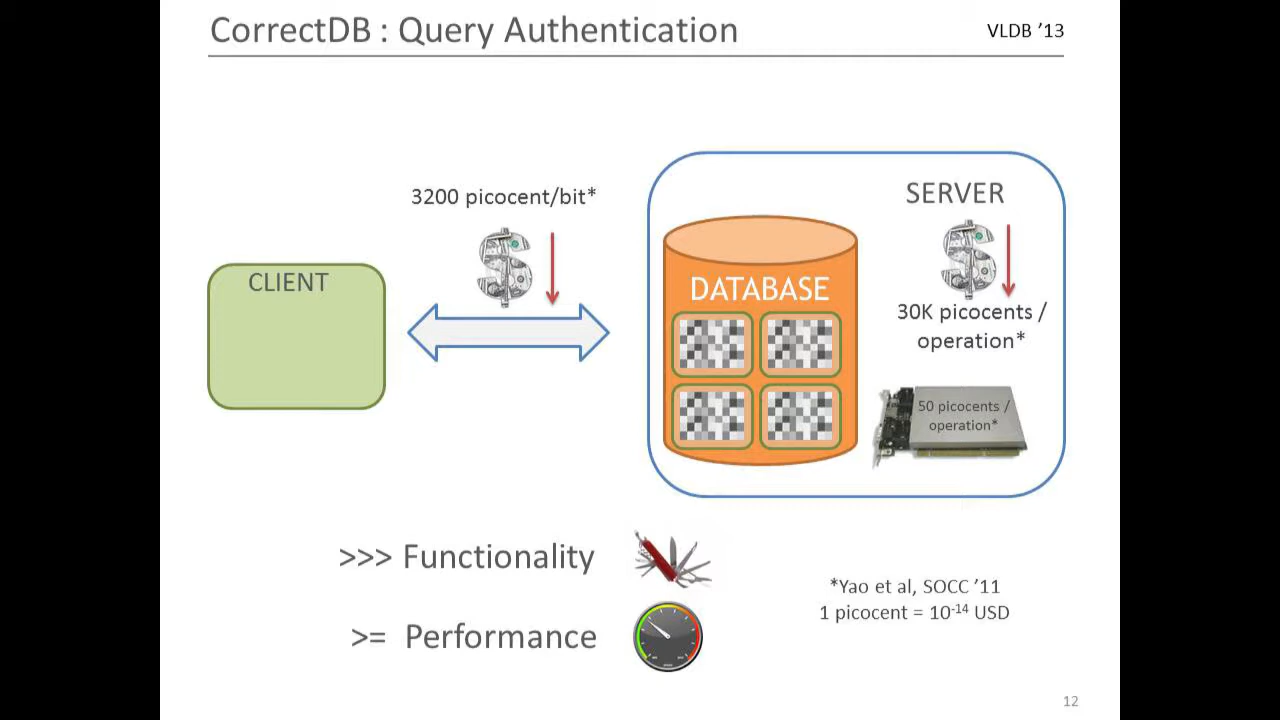 CorrectDB : Query Authentication
VLDB ’13
3200 picocent/bit*
SERVER
CLIENT
DATABASE
30K picocents /
operation*
50 picocents /
operation*
>>> Functionality
>= Performance
*Yao et al, SOCC ’11
1 picocent = 10⁻¹⁴ USD
12